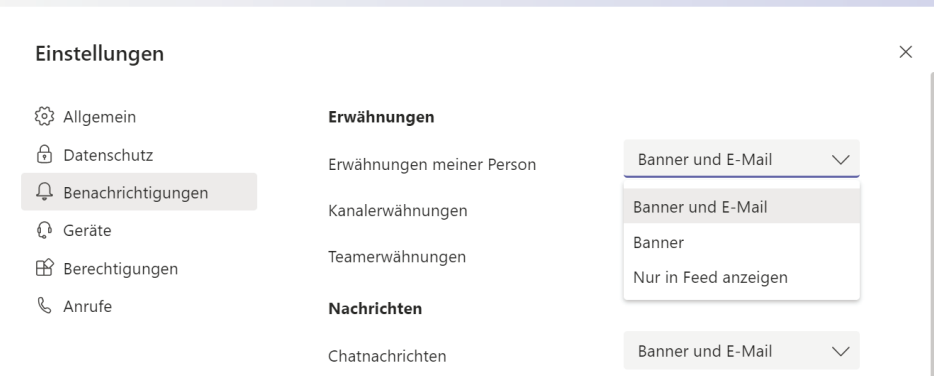 Einstellungen
Allgemein
Datenschutz
Benachrichtigungen
Geräte
Berechtigungen
Anrufe
Erwähnungen
Erwähnungen meiner Person
Banner und E-Mail
Banner und E-Mail
Banner
Nur in Feed anzeigen
Kanalerwähnungen
Teamerwähnungen
Nachrichten
Chatnachrichten
Banner und E-Mail